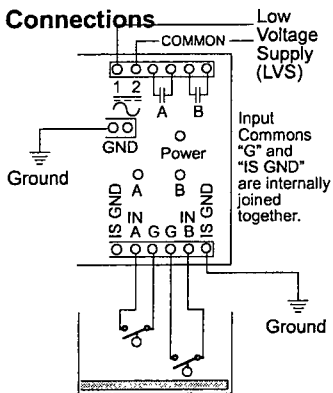 Connections
Low
Voltage
Supply
(LVS)
COMMON
1 2
A B
GND
Power
Ground
A B
Input
Commons
“G” and
“IS GND”
are internally
joined
together.
IS GND
IN A
G G
IN B
IS GND
Ground